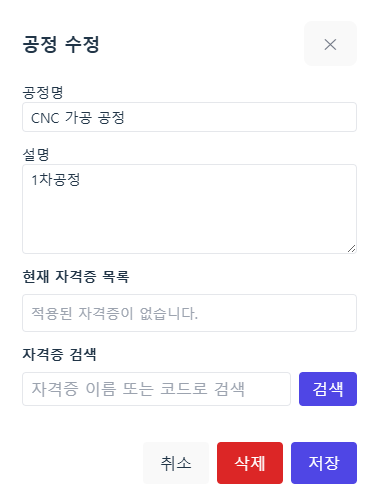 공정 수정
공정명
CNC 가공 공정
설명
1차공정
현재 자격증 목록
적용된 자격증이 없습니다.
자격증 검색
자격증 이름 또는 코드로 검색
검색
취소
삭제
저장